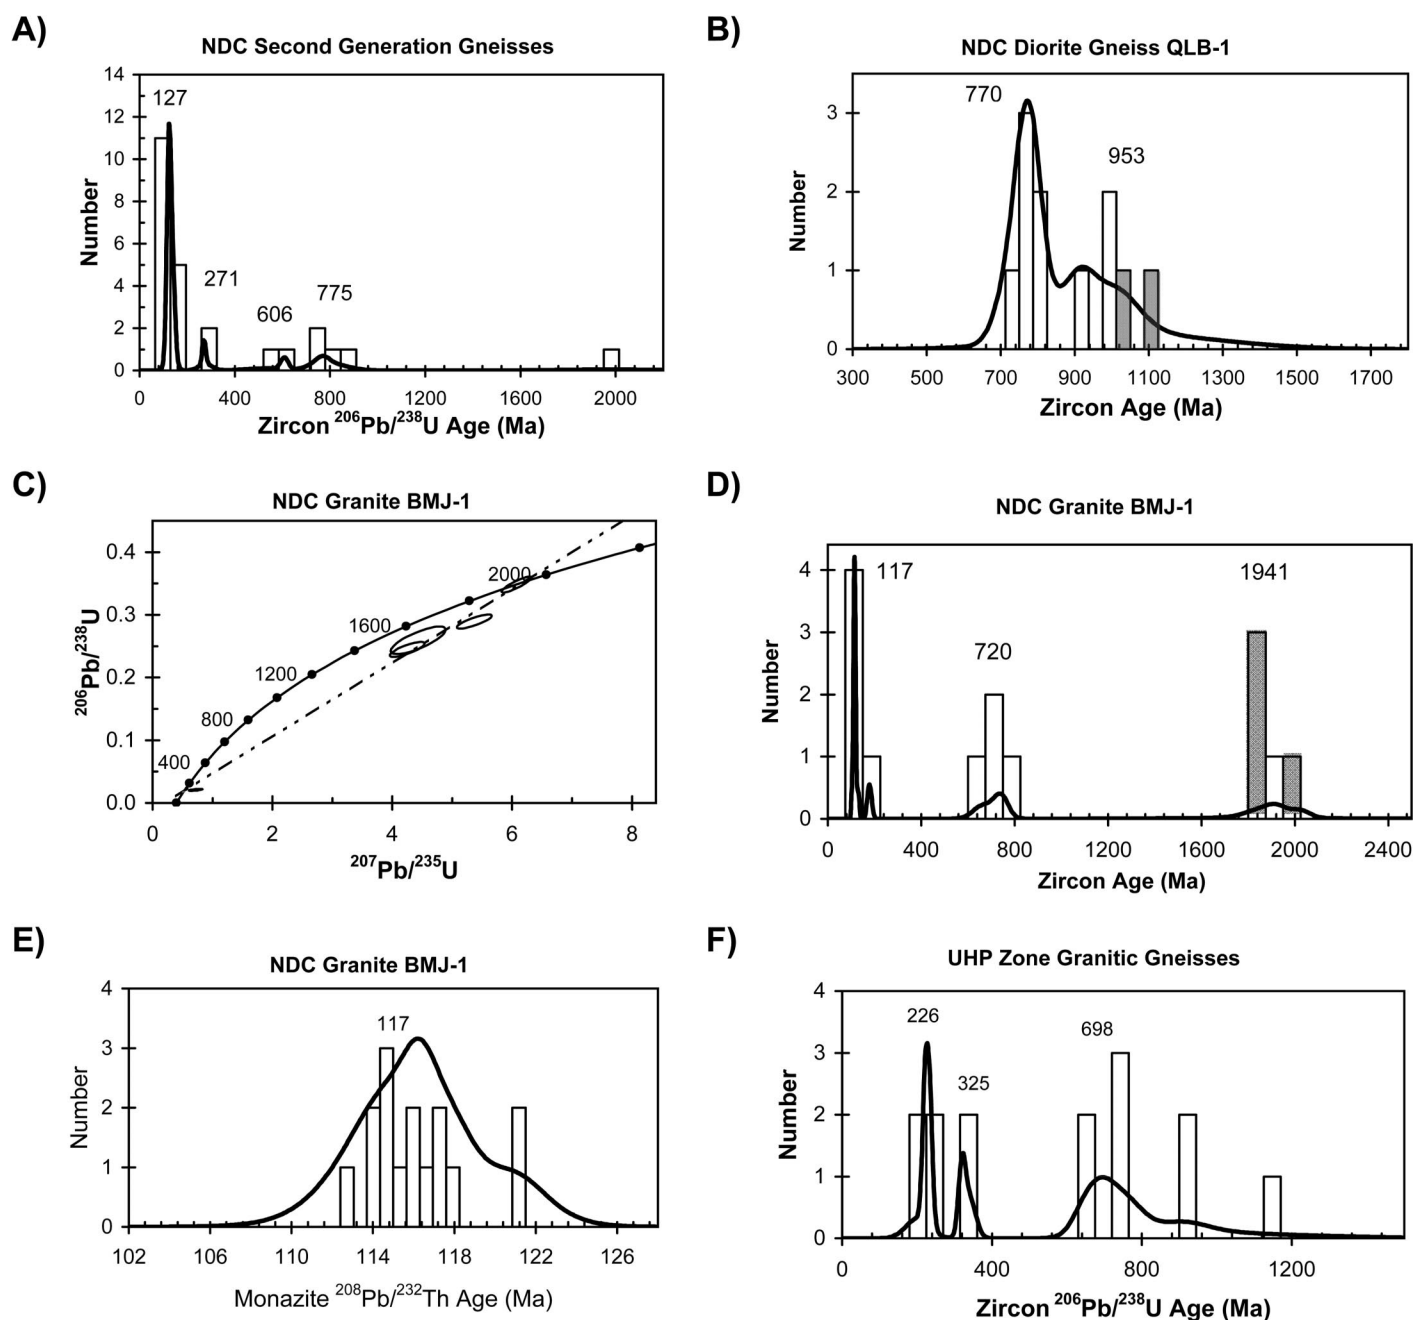 A)
NDC Second Generation Gneisses
14
12
10
8
6
4
2
0
Number
127
271
606
775
0 400 800 1200 1600 2000
Zircon 206Pb/238U Age (Ma)
B)
NDC Diorite Gneiss QLB-1
3
2
1
0
Number
770
953
300 500 700 900 1100 1300 1500 1700
Zircon Age (Ma)
C)
NDC Granite BMJ-1
0.4
0.3
0.2
0.1
0.0
206Pb/238U
2000
1600
1200
800
400
0 2 4 6 8
207Pb/235U
D)
NDC Granite BMJ-1
4
3
2
1
0
Number
117
720
1941
0 400 800 1200 1600 2000 2400
Zircon Age (Ma)
E)
NDC Granite BMJ-1
4
3
2
1
0
Number
117
102 106 110 114 118 122 126
Monazite 208Pb/232Th Age (Ma)
F)
UHP Zone Granitic Gneisses
4
3
2
1
0
Number
226
325
698
0 400 800 1200
Zircon 206Pb/238U Age (Ma)